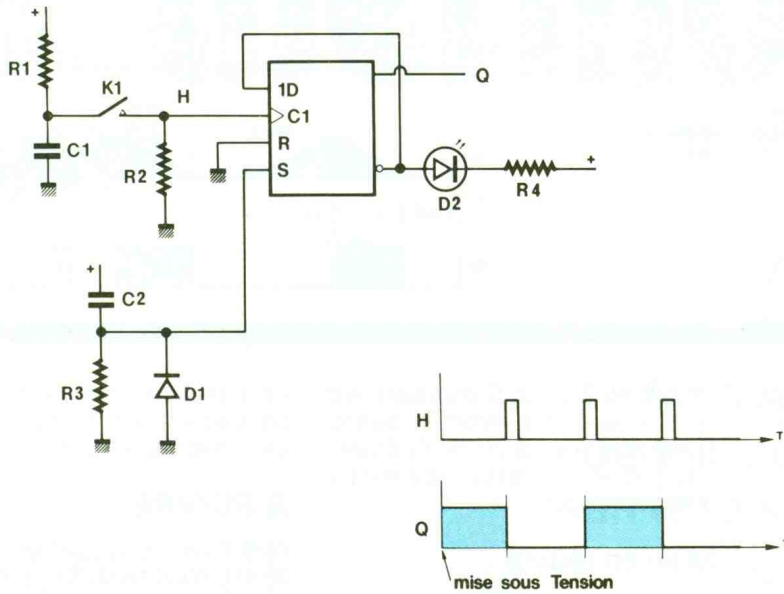 +
R1
K1
H
C1
R2
1D
C1
R
S
Q
D2
R4
+
+
C2
R3
D1
H
T
Q
mise sous Tension